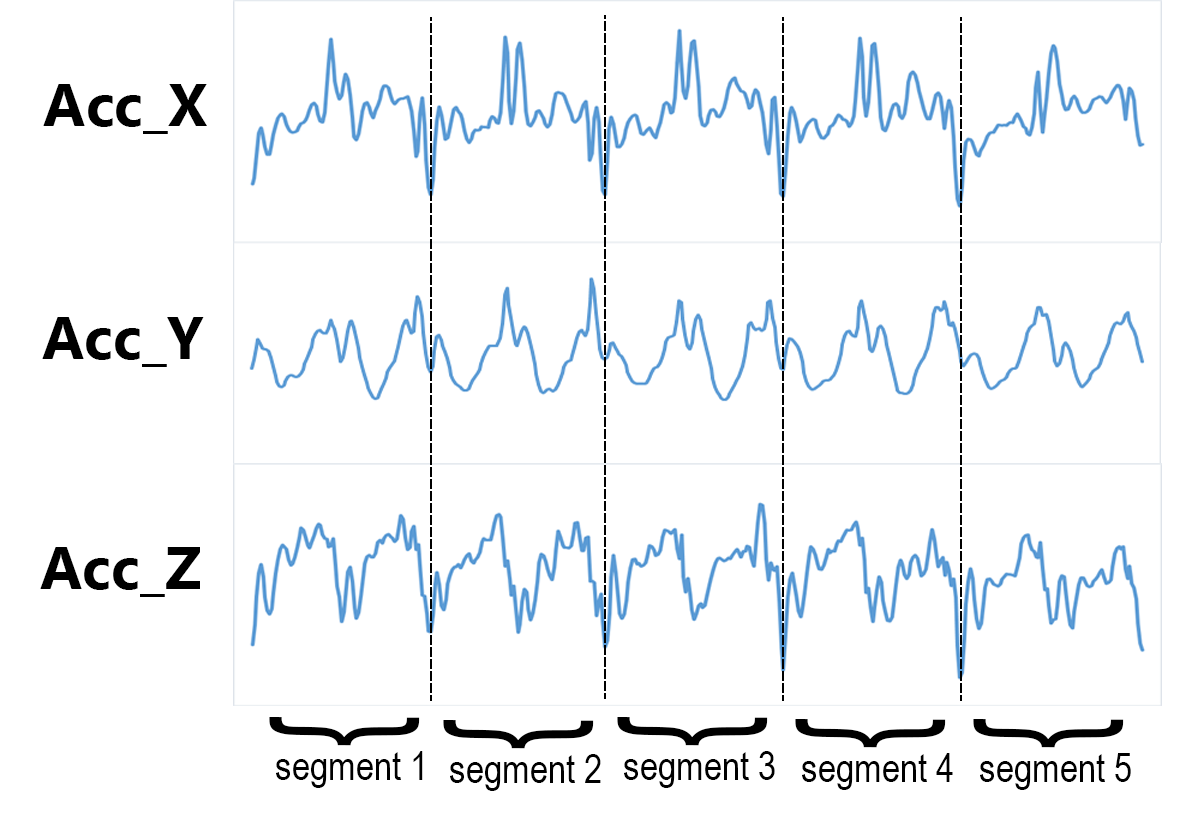 Acc_X
Acc_Y
Acc_Z
segment 1
segment 2
segment 3
segment 4
segment 5